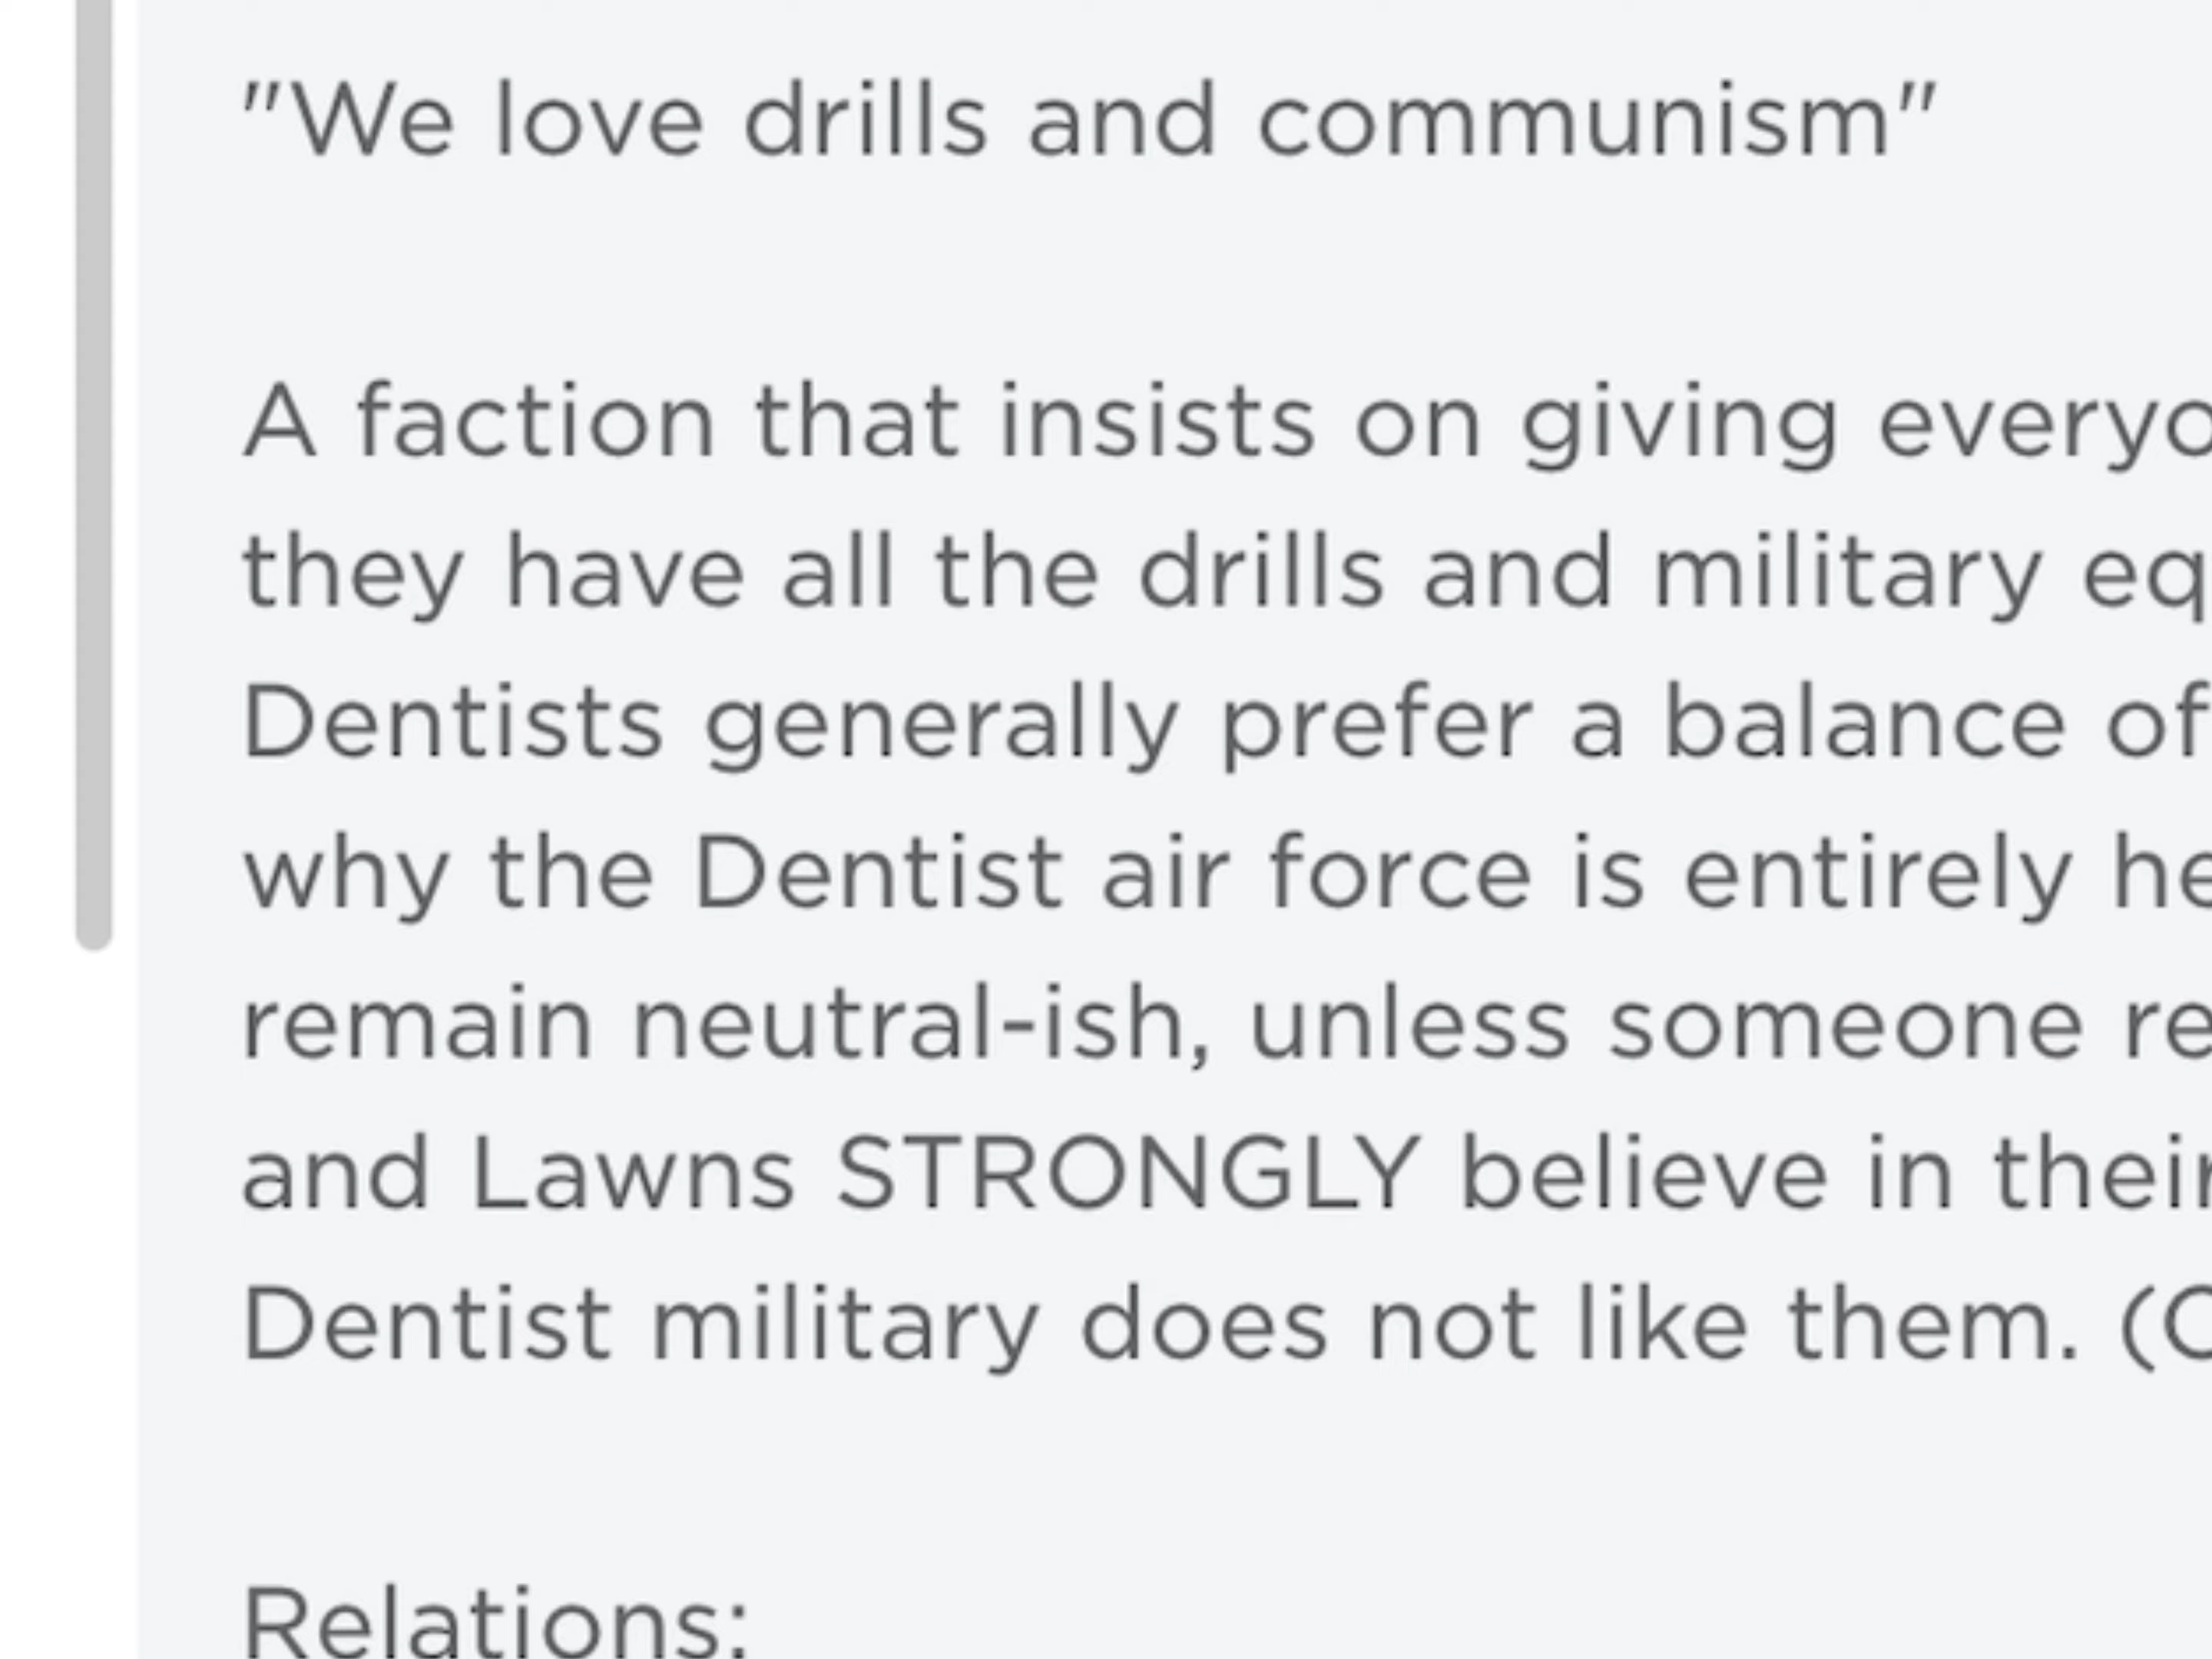 "We love drills and communism"
A faction that insists on giving everyo
they have all the drills and military eq
Dentists generally prefer a balance of
why the Dentist air force is entirely he
remain neutral-ish, unless someone re
and Lawns STRONGLY believe in their
Dentist military does not like them. (C
Relations: